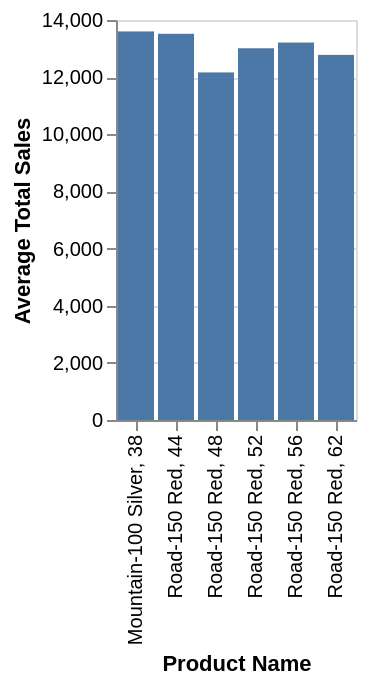 14,000
12,000
10,000
8,000
6,000
4,000
2,000
0
Average Total Sales
Mountain-100 Silver, 38
Road-150 Red, 44
Road-150 Red, 48
Road-150 Red, 52
Road-150 Red, 56
Road-150 Red, 62
Product Name